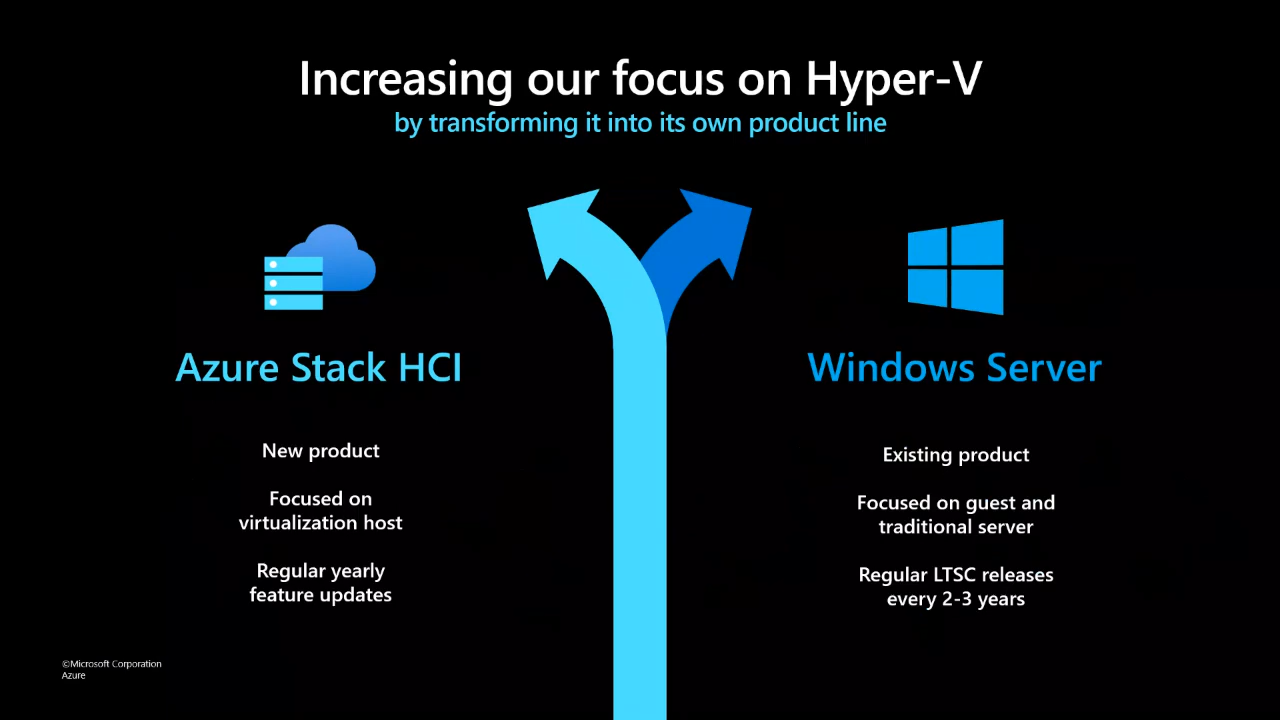 Increasing our focus on Hyper-V
by transforming it into its own product line
Azure Stack HCI
New product
Focused on
virtualization host
Regular yearly
feature updates
Windows Server
Existing product
Focused on guest and
traditional server
Regular LTSC releases
every 2-3 years
©Microsoft Corporation
Azure